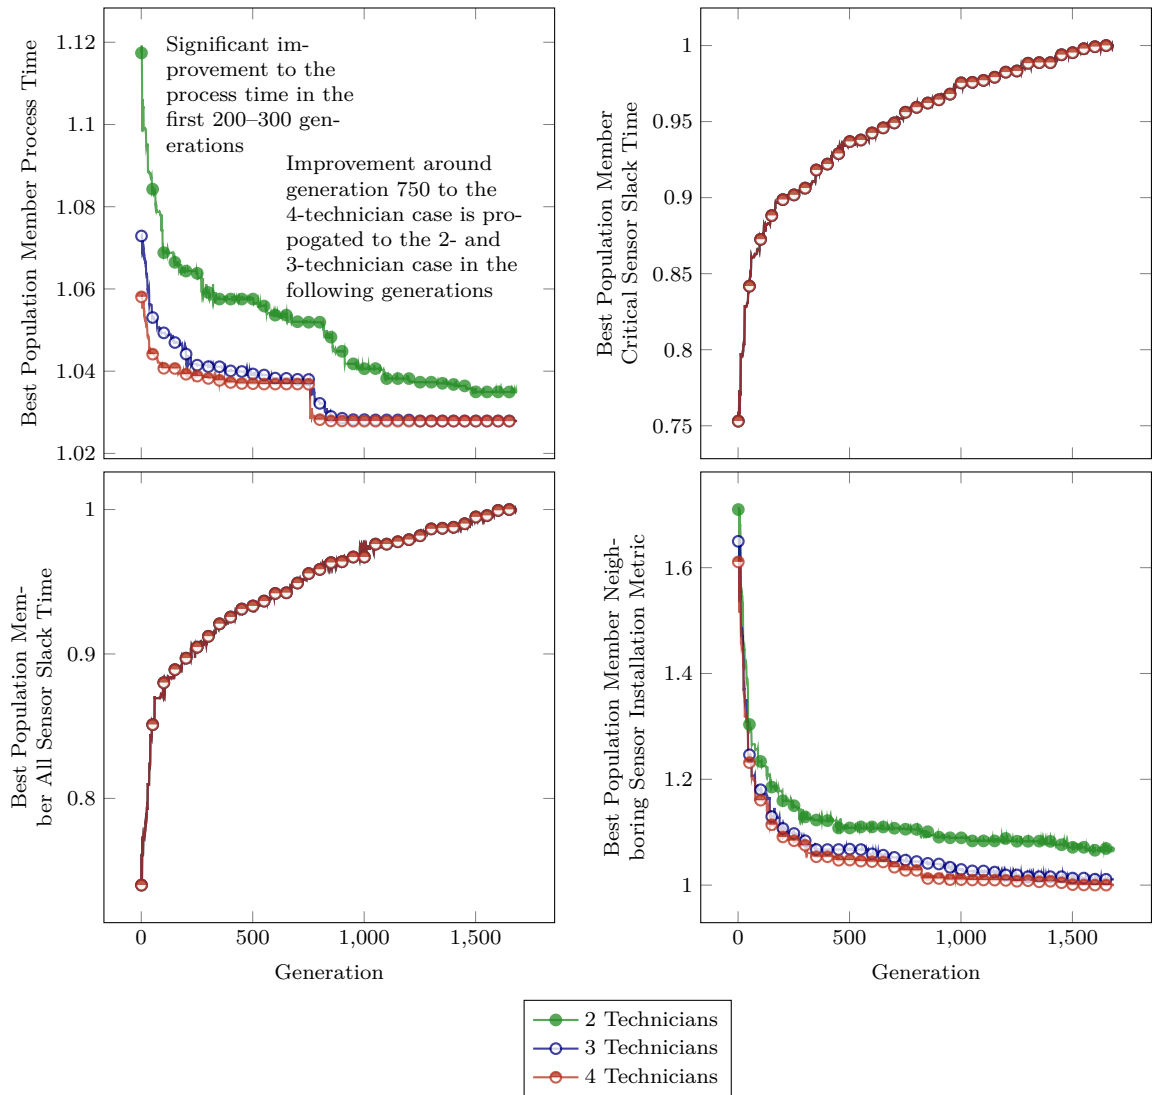 Best Population Member Process Time
1.12
1.1
1.08
1.06
1.04
1.02
Significant im-
provement to the
process time in the
first 200–300 gen-
erations
Improvement around
generation 750 to the
4-technician case is pro-
pogated to the 2- and
3-technician case in the
following generations
Best Population Member
Critical Sensor Slack Time
1
0.95
0.9
0.85
0.8
0.75
Best Population Mem-
ber All Sensor Slack Time
1
0.9
0.8
0
500
1,000
1,500
Generation
Best Population Member Neigh-
boring Sensor Installation Metric
1.6
1.4
1.2
1
0
500
1,000
1,500
Generation
2 Technicians
3 Technicians
4 Technicians